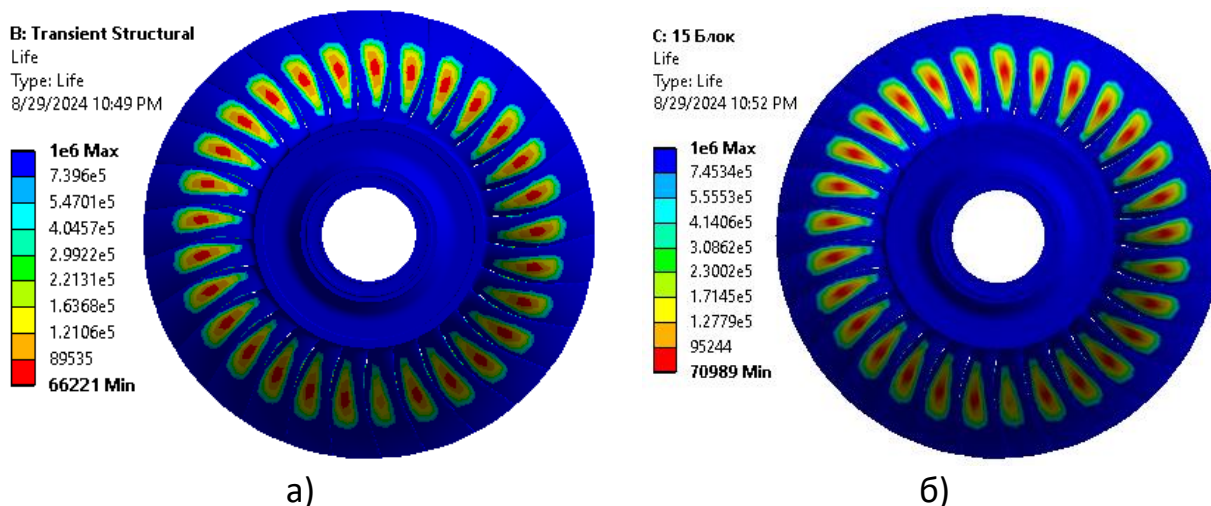 B: Transient Structural
Life
Type: Life
8/29/2024 10:49 PM
1e6 Max
7.396e5
5.4701e5
4.0457e5
2.9922e5
2.2131e5
1.6368e5
1.2106e5
89535
66221 Min
а)
C: 15 Блок
Life
Type: Life
8/29/2024 10:52 PM
1e6 Max
7.4534e5
5.5553e5
4.1406e5
3.0862e5
2.3002e5
1.7145e5
1.2779e5
95244
70989 Min
б)